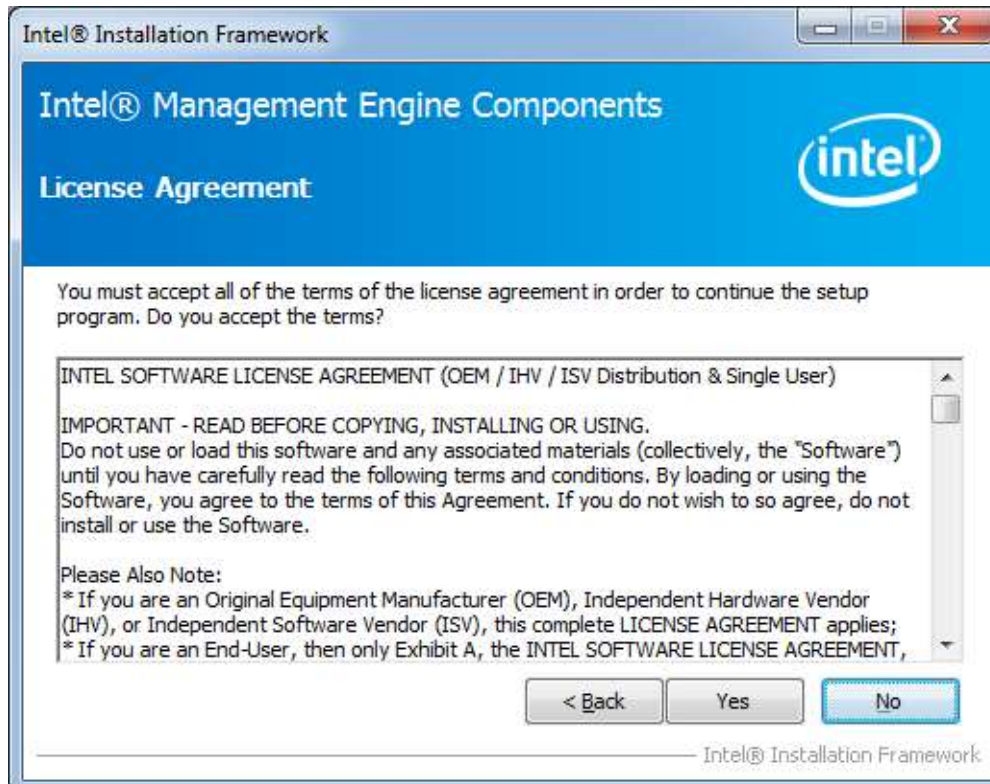 Intel® Installation Framework
Intel® Management Engine Components
License Agreement
intel
You must accept all of the terms of the license agreement in order to continue the setup
program. Do you accept the terms?
INTEL SOFTWARE LICENSE AGREEMENT (OEM / IHV / ISV Distribution & Single User)
IMPORTANT - READ BEFORE COPYING, INSTALLING OR USING.
Do not use or load this software and any associated materials (collectively, the "Software")
until you have carefully read the following terms and conditions. By loading or using the
Software, you agree to the terms of this Agreement. If you do not wish to so agree, do not
install or use the Software.
Please Also Note:
* If you are an Original Equipment Manufacturer (OEM), Independent Hardware Vendor
(IHV), or Independent Software Vendor (ISV), this complete LICENSE AGREEMENT applies;
* If you are an End-User, then only Exhibit A, the INTEL SOFTWARE LICENSE AGREEMENT,
< Back Yes No
Intel® Installation Framework